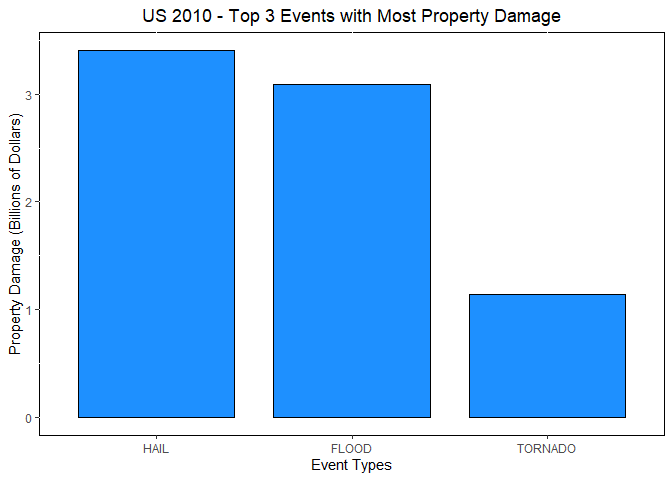 US 2010 - Top 3 Events with Most Property Damage
Property Damage (Billions of Dollars)
3
2
1
0
HAIL FLOOD TORNADO
Event Types